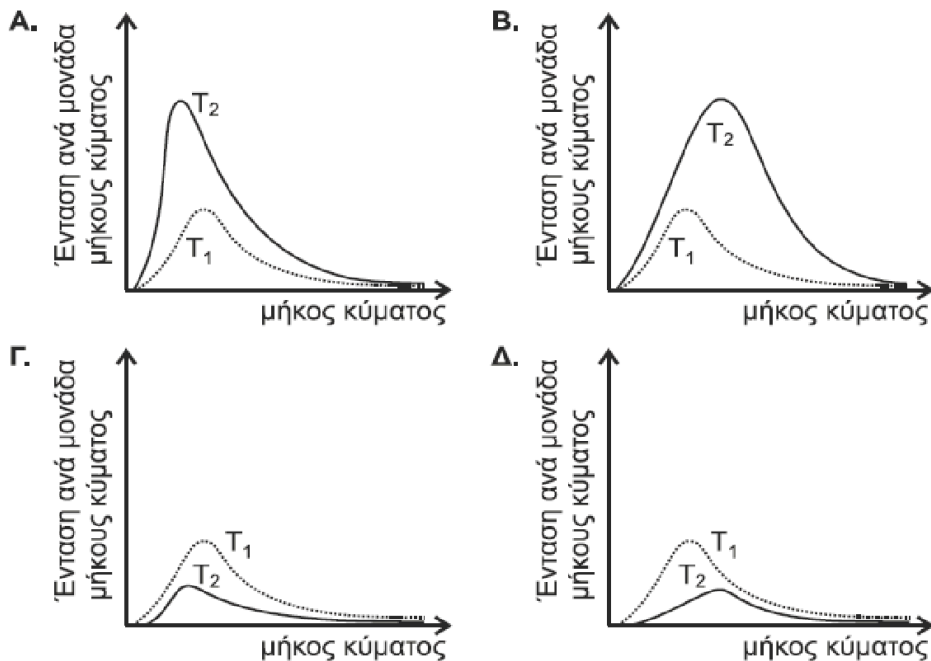 Α.
Ένταση ανά μονάδα
μήκους κύματος
T2
T1
μήκος κύματος
Β.
Ένταση ανά μονάδα
μήκους κύματος
T2
T1
μήκος κύματος
Γ.
Ένταση ανά μονάδα
μήκους κύματος
T1
T2
μήκος κύματος
Δ.
Ένταση ανά μονάδα
μήκους κύματος
T1
T2
μήκος κύματος